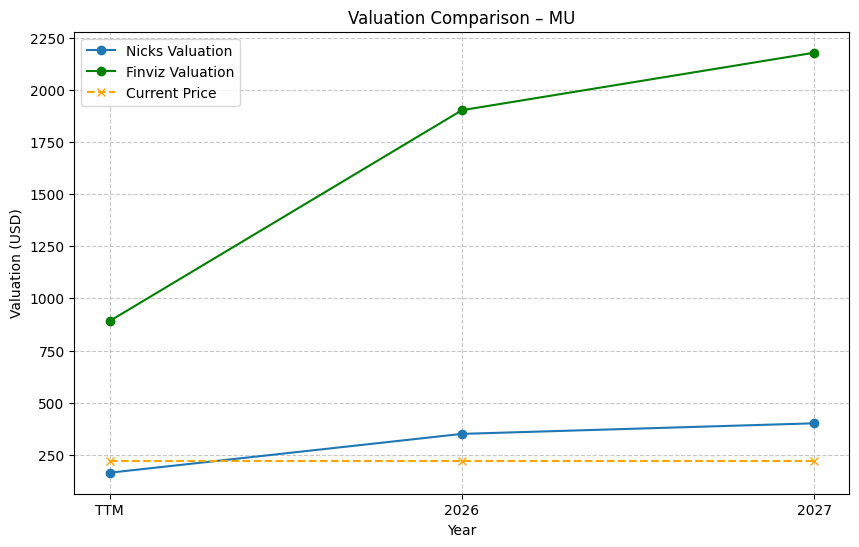 Valuation Comparison – MU
Nicks Valuation
Finviz Valuation
Current Price
Valuation (USD)
2250
2000
1750
1500
1250
1000
750
500
250
TTM
2026
2027
Year